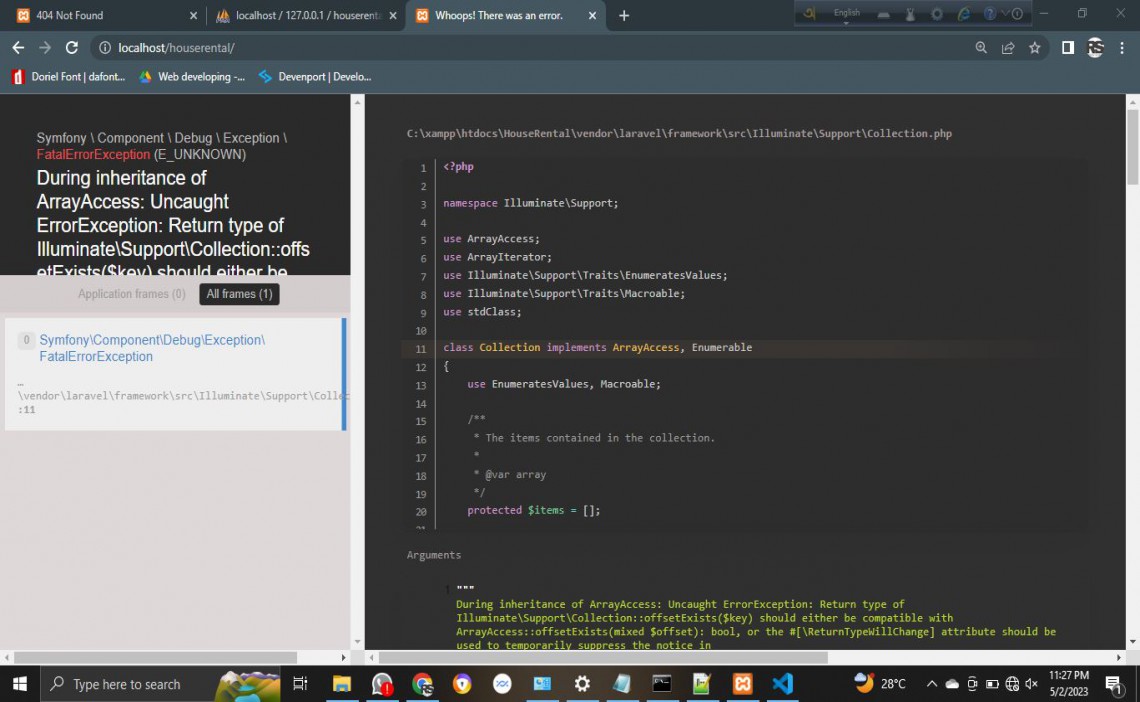 404 Not Found
localhost / 127.0.0.1 / houserenta
Whoops! There was an error.
English
localhost/houserental/
Doriel Font | dafont...
Web developing -...
Devenport | Develo...
Symfony \ Component \ Debug \ Exception \
FatalErrorException (E_UNKNOWN)
During inheritance of
ArrayAccess: Uncaught
ErrorException: Return type of
Illuminate\Support\Collection::offs
etExists($key) should either be
Application frames (0)
All frames (1)
0 Symfony\Component\Debug\Exception\
FatalErrorException
…
\vendor\laravel\framework\src\Illuminate\Support\Collec
:11
C:\xampp\htdocs\HouseRental\vendor\laravel\framework\src\Illuminate\Support\Collection.php
1 <?php
2
3 namespace Illuminate\Support;
4
5 use ArrayAccess;
6 use ArrayIterator;
7 use Illuminate\Support\Traits\EnumeratesValues;
8 use Illuminate\Support\Traits\Macroable;
9 use stdClass;
10
11 class Collection implements ArrayAccess, Enumerable
12 {
13 use EnumeratesValues, Macroable;
14
15 /**
16 * The items contained in the collection.
17 *
18 * @var array
19 */
20 protected $items = [];
21
Arguments
"""
During inheritance of ArrayAccess: Uncaught ErrorException: Return type of
Illuminate\Support\Collection::offsetExists($key) should either be compatible with
ArrayAccess::offsetExists(mixed $offset): bool, or the #[\ReturnTypeWillChange] attribute should be
used to temporarily suppress the notice in
Type here to search
28°C
11:27 PM
5/2/2023
1